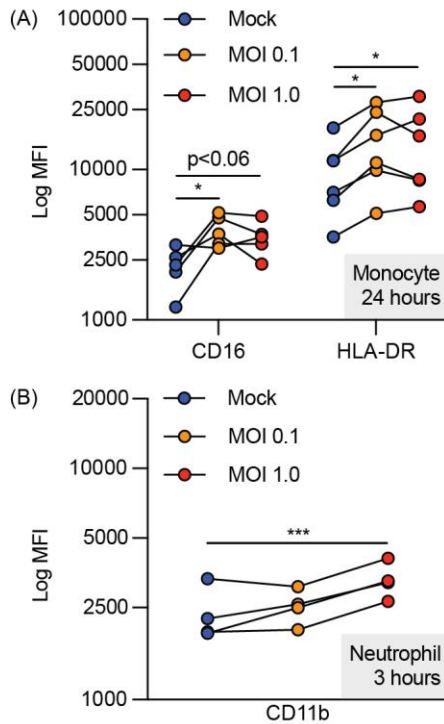 (A)
100000
50000
25000
10000
5000
2500
1000
Log MFI
Mock
MOI 0.1
MOI 1.0
*
*
p<0.06
*
Monocyte
24 hours
CD16 HLA-DR
(B)
20000
10000
5000
2500
1000
Log MFI
Mock
MOI 0.1
MOI 1.0
***
Neutrophil
3 hours
CD11b